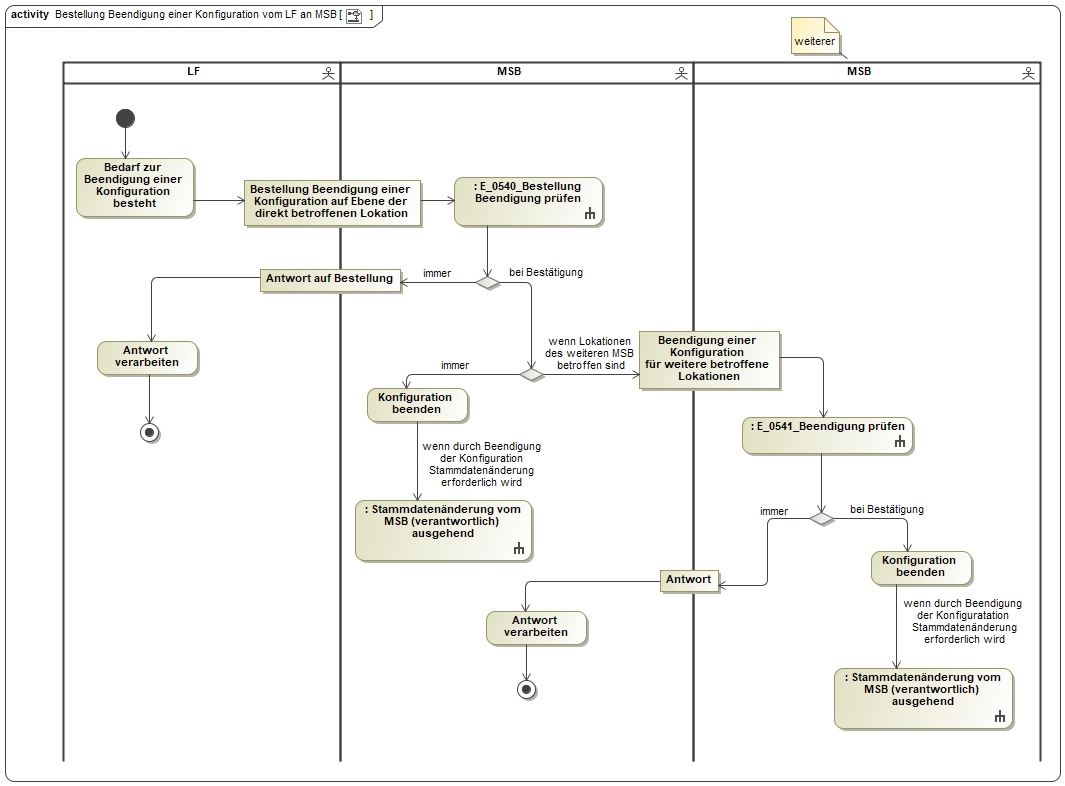 activity Bestellung Beendigung einer Konfiguration vom LF an MSB [ ]
weiterer
LF
MSB
MSB
Bedarf zur
Beendigung einer
Konfiguration
besteht
Bestellung Beendigung einer
Konfiguration auf Ebene der
direkt betroffenen Lokation
: E_0540_Bestellung
Beendigung prüfen
Antwort auf Bestellung
immer
bei Bestätigung
Antwort
verarbeiten
immer
wenn Lokationen
des weiteren MSB
betroffen sind
Beendigung einer
Konfiguration
für weitere betroffene
Lokationen
Konfiguration
beenden
: E_0541_Beendigung prüfen
wenn durch Beendigung
der Konfiguration
Stammdatenänderung
erforderlich wird
: Stammdatenänderung vom
MSB (verantwortlich)
ausgehend
immer
bei Bestätigung
Konfiguration
beenden
Antwort
Antwort
verarbeiten
wenn durch Beendigung
der Konfiguratation
Stammdatenänderung
erforderlich wird
: Stammdatenänderung vom
MSB (verantwortlich)
ausgehend